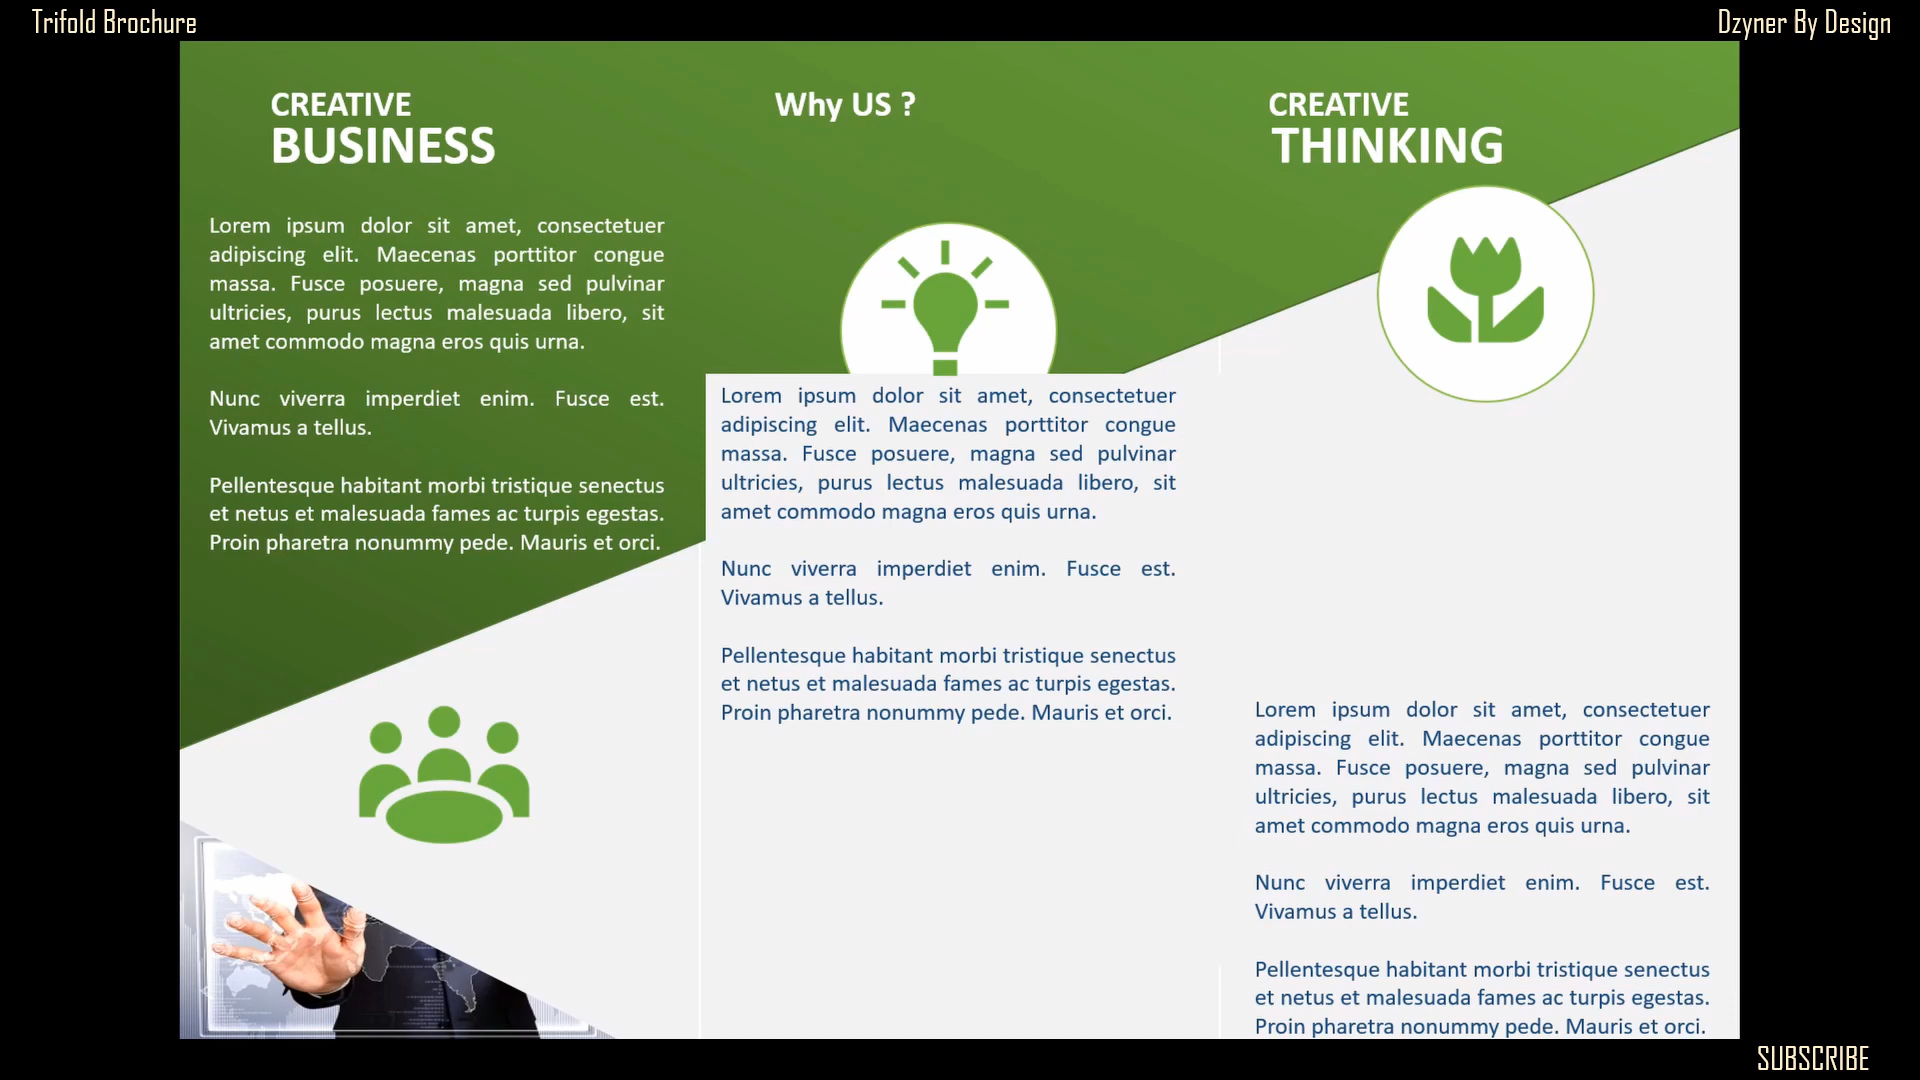 Trifold Brochure
Dzyner By Design
CREATIVE
BUSINESS
Lorem ipsum dolor sit amet, consectetuer
adipiscing elit. Maecenas porttitor congue
massa. Fusce posuere, magna sed pulvinar
ultricies, purus lectus malesuada libero, sit
amet commodo magna eros quis urna.
Nunc viverra imperdiet enim. Fusce est.
Vivamus a tellus.
Pellentesque habitant morbi tristique senectus
et netus et malesuada fames ac turpis egestas.
Proin pharetra nonummy pede. Mauris et orci.
Why US ?
Lorem ipsum dolor sit amet, consectetuer
adipiscing elit. Maecenas porttitor congue
massa. Fusce posuere, magna sed pulvinar
ultricies, purus lectus malesuada libero, sit
amet commodo magna eros quis urna.
Nunc viverra imperdiet enim. Fusce est.
Vivamus a tellus.
Pellentesque habitant morbi tristique senectus
et netus et malesuada fames ac turpis egestas.
Proin pharetra nonummy pede. Mauris et orci.
CREATIVE
THINKING
Lorem ipsum dolor sit amet, consectetuer
adipiscing elit. Maecenas porttitor congue
massa. Fusce posuere, magna sed pulvinar
ultricies, purus lectus malesuada libero, sit
amet commodo magna eros quis urna.
Nunc viverra imperdiet enim. Fusce est.
Vivamus a tellus.
Pellentesque habitant morbi tristique senectus
et netus et malesuada fames ac turpis egestas.
Proin pharetra nonummy pede. Mauris et orci.
SUBSCRIBE